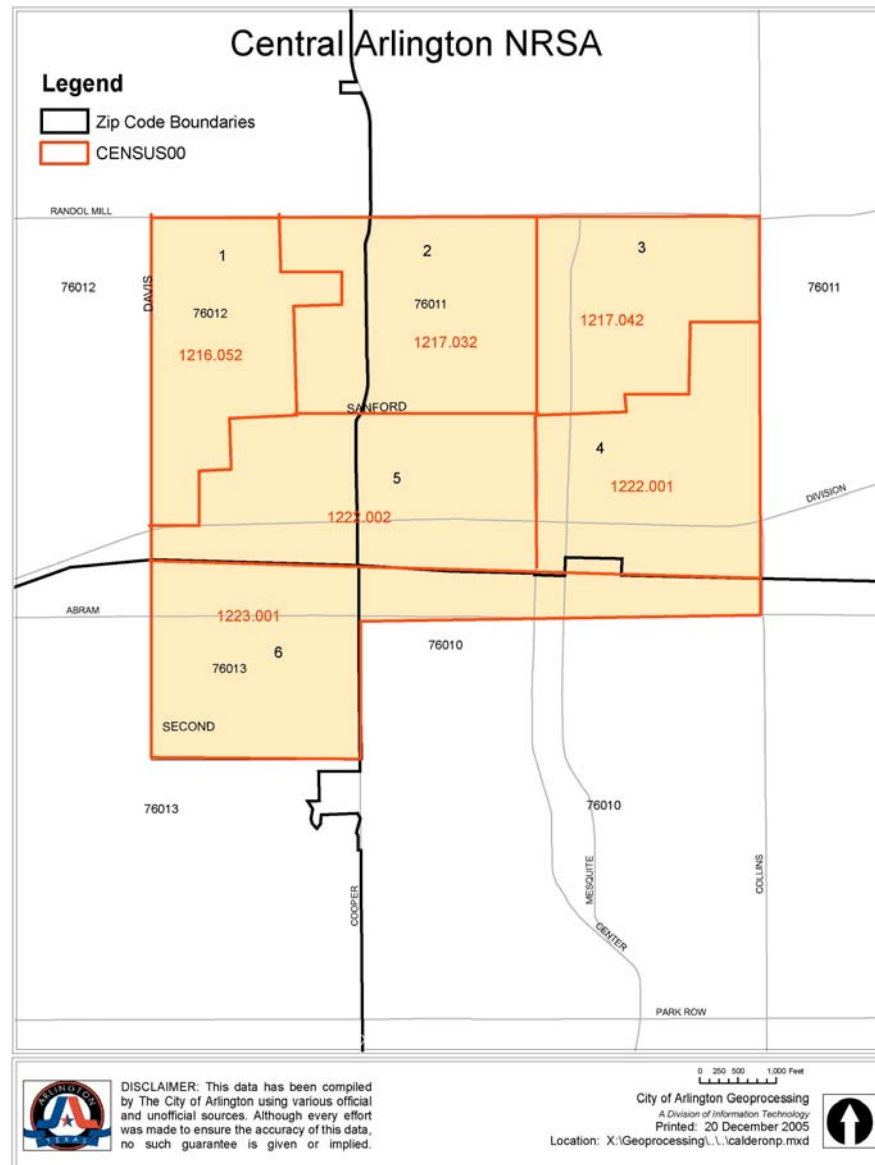 Central Arlington NRSA
Legend
Zip Code Boundaries
CENSUS00
RANDOL MILL
1
2
3
76012
DAVIS
76012
76011
76011
1216.052
1217.032
1217.042
SANFORD
4
5
1222.001
1222.002
DIVISION
ABRAM
1223.001
76010
6
76013
SECOND
76013
76010
COOPER
MESQUITE
COLLINS
CENTER
PARK ROW
ARLINGTON
TEXAS
DISCLAIMER: This data has been compiled
by The City of Arlington using various official
and unofficial sources. Although every effort
was made to ensure the accuracy of this data,
no such guarantee is given or implied.
0 250 500 1,000 Feet
City of Arlington Geoprocessing
A Division of Information Technology
Printed: 20 December 2005
Location: X:\Geoprocessing\..\..\calderonp.mxd